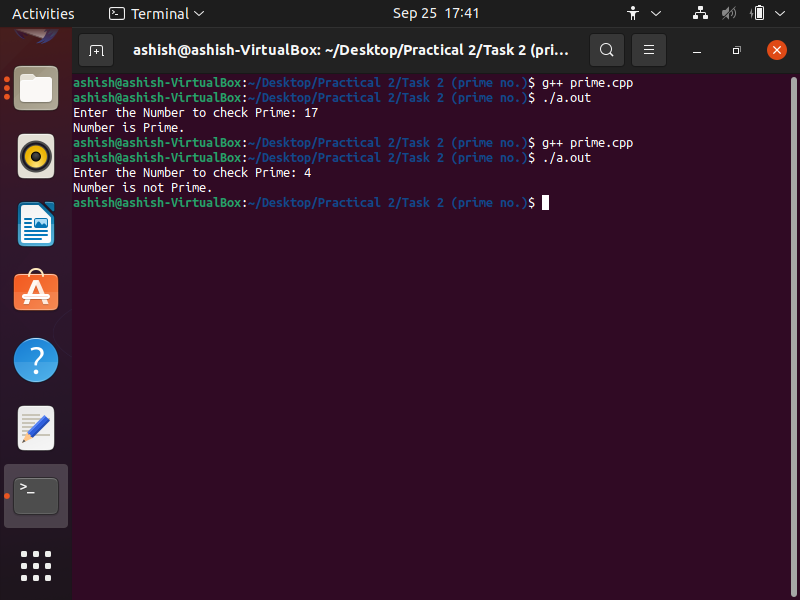 Activities Terminal Sep 25 17:41
ashish@ashish-VirtualBox: ~/Desktop/Practical 2/Task 2 (pri...
ashish@ashish-VirtualBox:~/Desktop/Practical 2/Task 2 (prime no.)$ g++ prime.cpp
ashish@ashish-VirtualBox:~/Desktop/Practical 2/Task 2 (prime no.)$ ./a.out
Enter the Number to check Prime: 17
Number is Prime.
ashish@ashish-VirtualBox:~/Desktop/Practical 2/Task 2 (prime no.)$ g++ prime.cpp
ashish@ashish-VirtualBox:~/Desktop/Practical 2/Task 2 (prime no.)$ ./a.out
Enter the Number to check Prime: 4
Number is not Prime.
ashish@ashish-VirtualBox:~/Desktop/Practical 2/Task 2 (prime no.)$